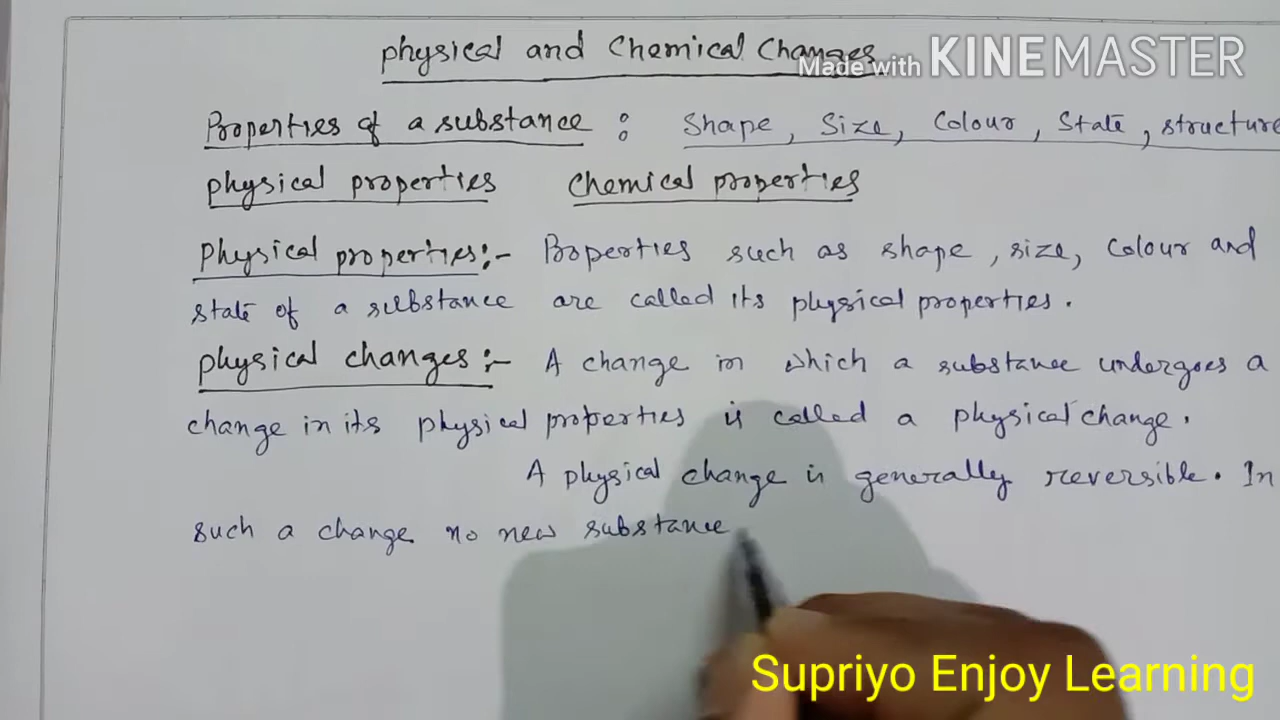 Physical and Chemical Changes.
Made with KINEMASTER
Properties of a substance : Shape, Size, Colour, State, structure
physical properties Chemical properties
Physical properties:- Properties such as shape, size, Colour and
state of a substance are called its physical properties.
physical changes:- A change in which a substance undergoes a
change in its physical properties is called a physical change.
A physical change is generally reversible. In
such a change no new substance
Supriyo Enjoy Learning